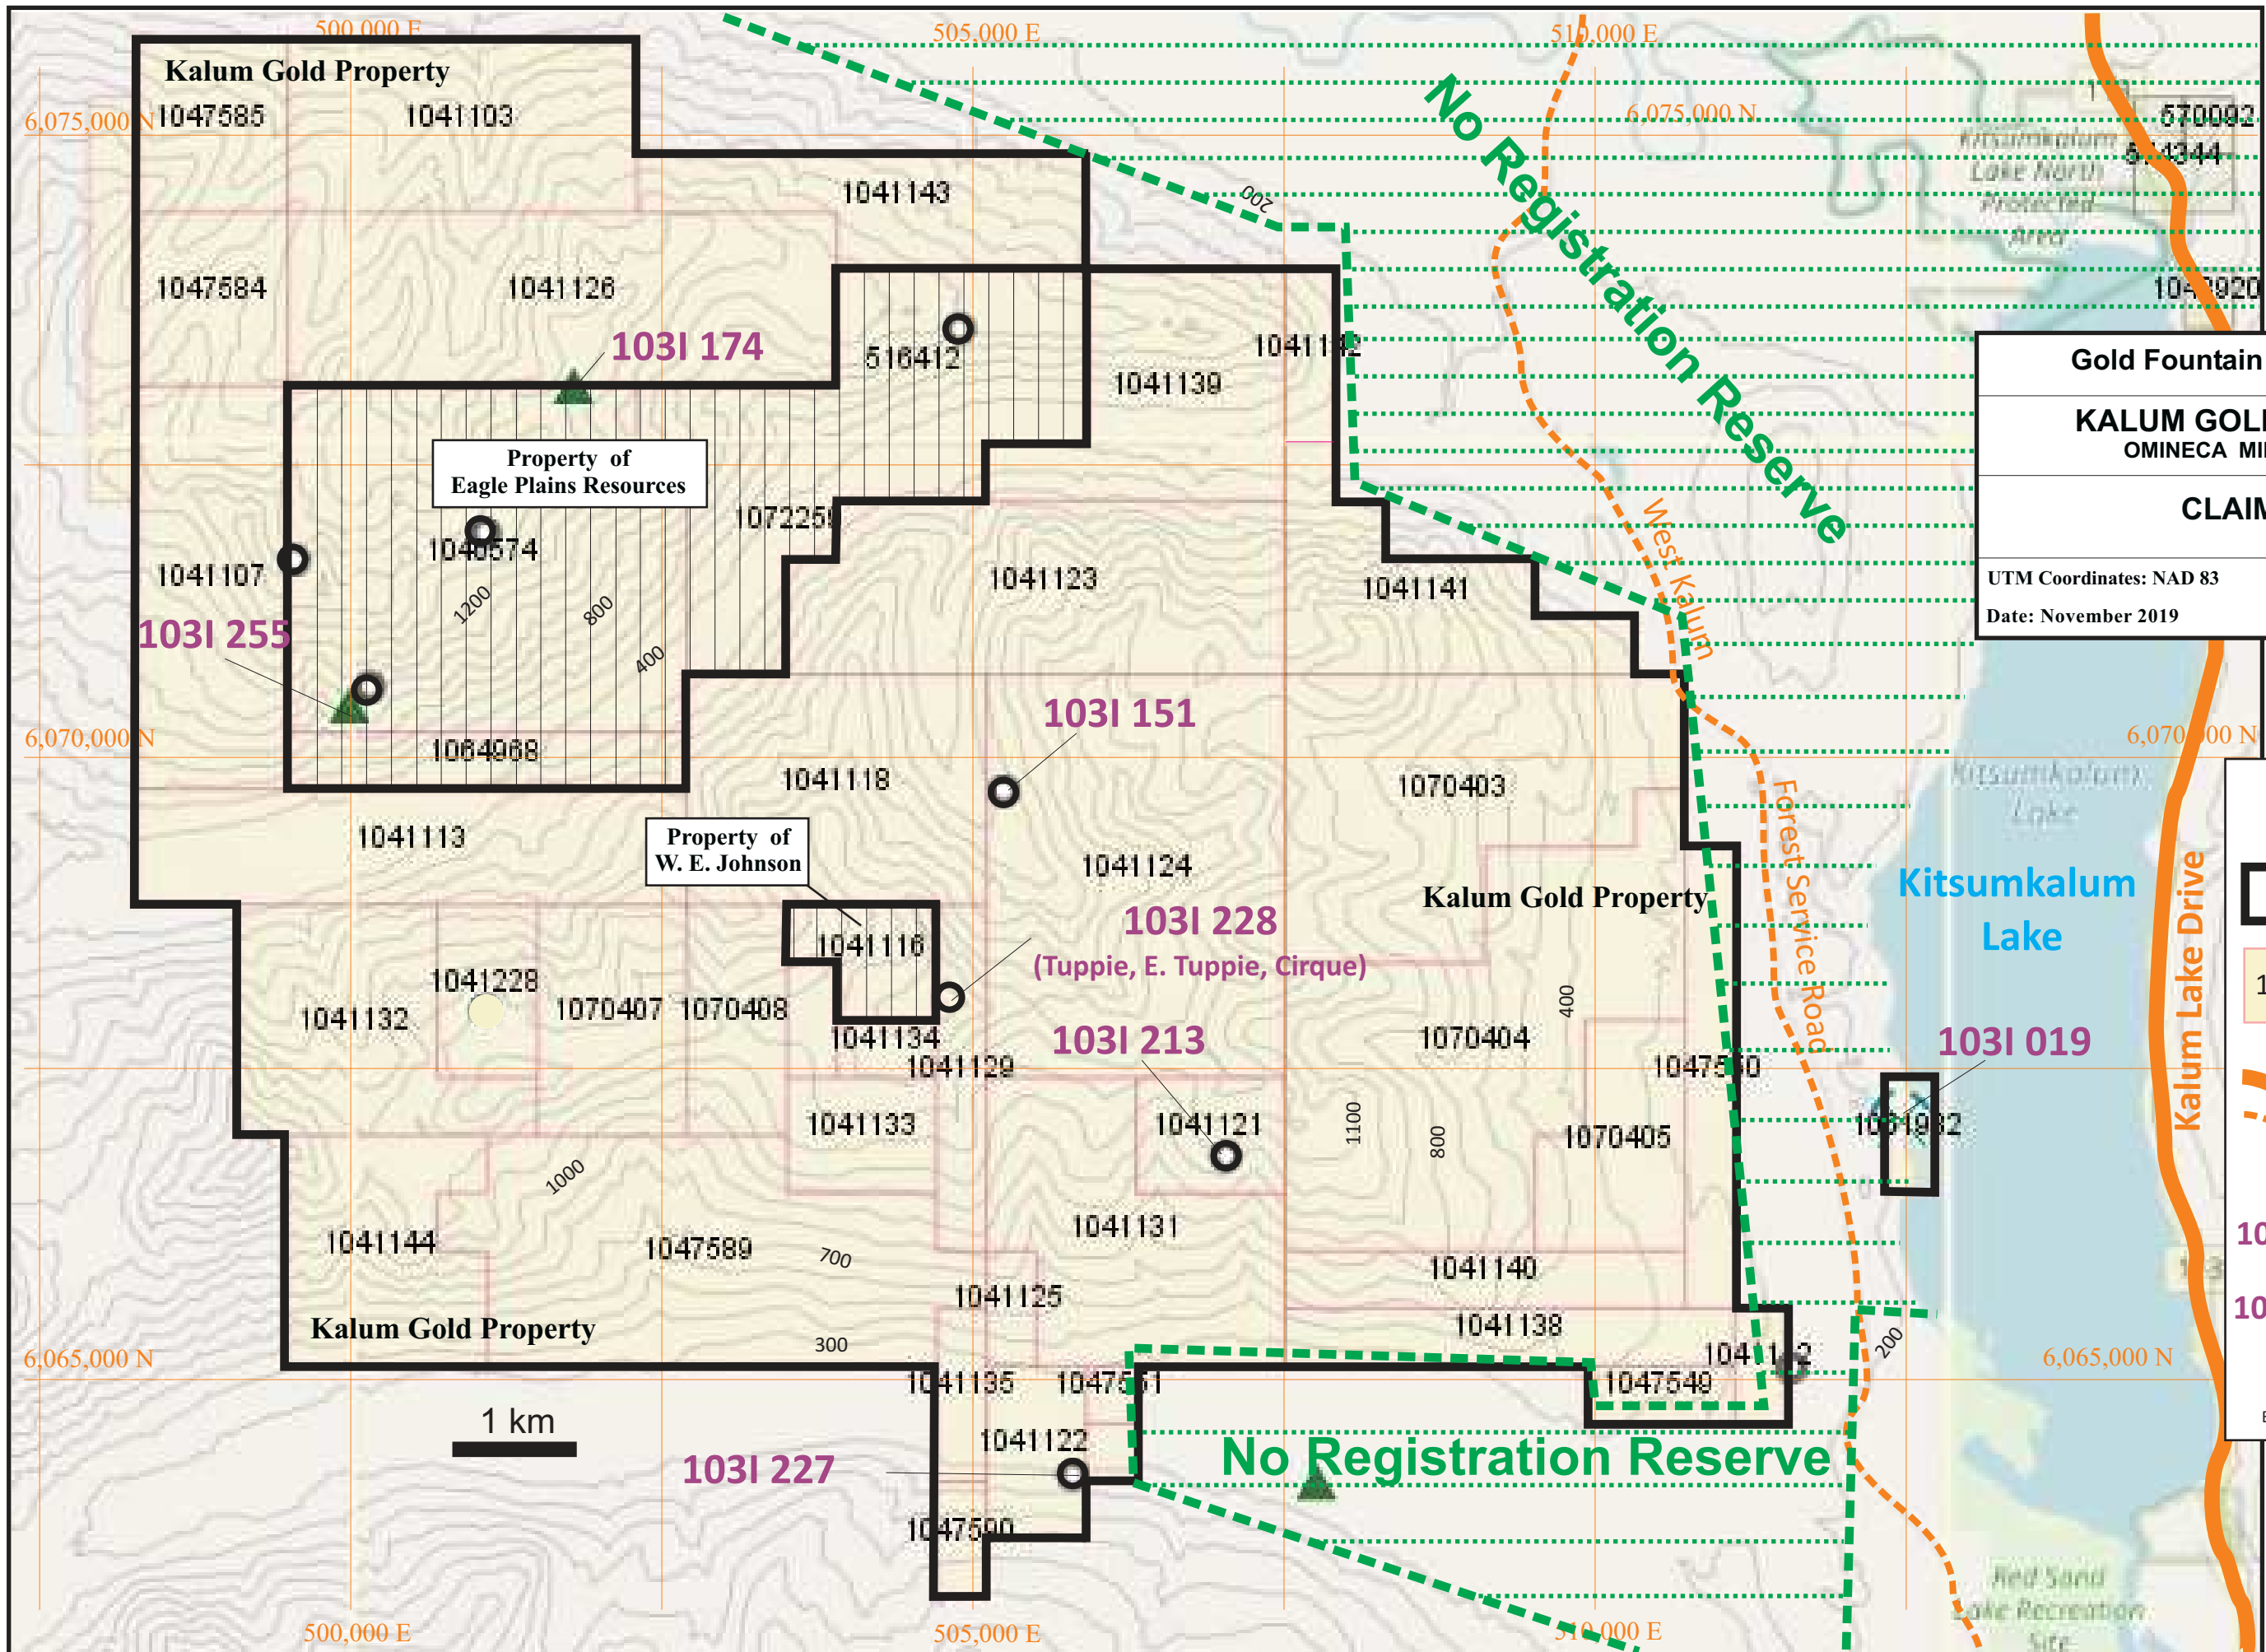 500,000 E
505,000 E
510,000 E
Kalum Gold Property
1047585
1041103
6,075,000 N
6,075,000 N
No Registration Reserve
570092
Kitsumkalum
Lake North
Protected
Area
1041143
200
1047584
1041126
103I 174
516412
1041142
1041139
Gold Fountain
KALUM GOL
OMINECA MI
CLAIM
UTM Coordinates: NAD 83
Date: November 2019
Property of
Eagle Plains Resources
1072259
1041107
1046574
1200
800
400
103I 255
1041123
1041141
West Kalum
Forest Service Road
103I 151
6,070,000 N
6,070,000 N
1064968
1041118
1070403
Kitsumkalum
Lake
1041113
Property of
W. E. Johnson
1041124
Kalum Gold Property
Kitsumkalum
Lake
Kalum Lake Drive
103I 228
(Tuppie, E. Tuppie, Cirque)
1041116
1041228
1041132
1070407
1070408
400
1041134
103I 213
1070404
103I 019
1041129
1041133
1041121
1100
800
1070405
1000
1041144
1047589
700
1041131
1041140
1041125
Kalum Gold Property
300
1041138
200
6,065,000 N
6,065,000 N
1041135
1047551
1047549
1 km
1041122
103I 227
No Registration Reserve
1047590
Red Sand
Lake Recreation
Site
500,000 E
505,000 E
510,000 E